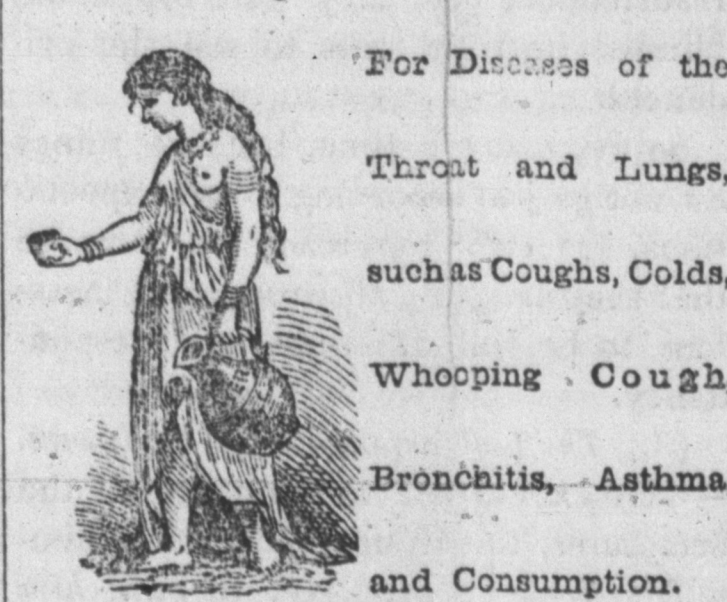 For Diseases of the
Throat and Lungs,
such as Coughs, Colds,
Whooping Cough
Bronchitis, Asthma
and Consumption.